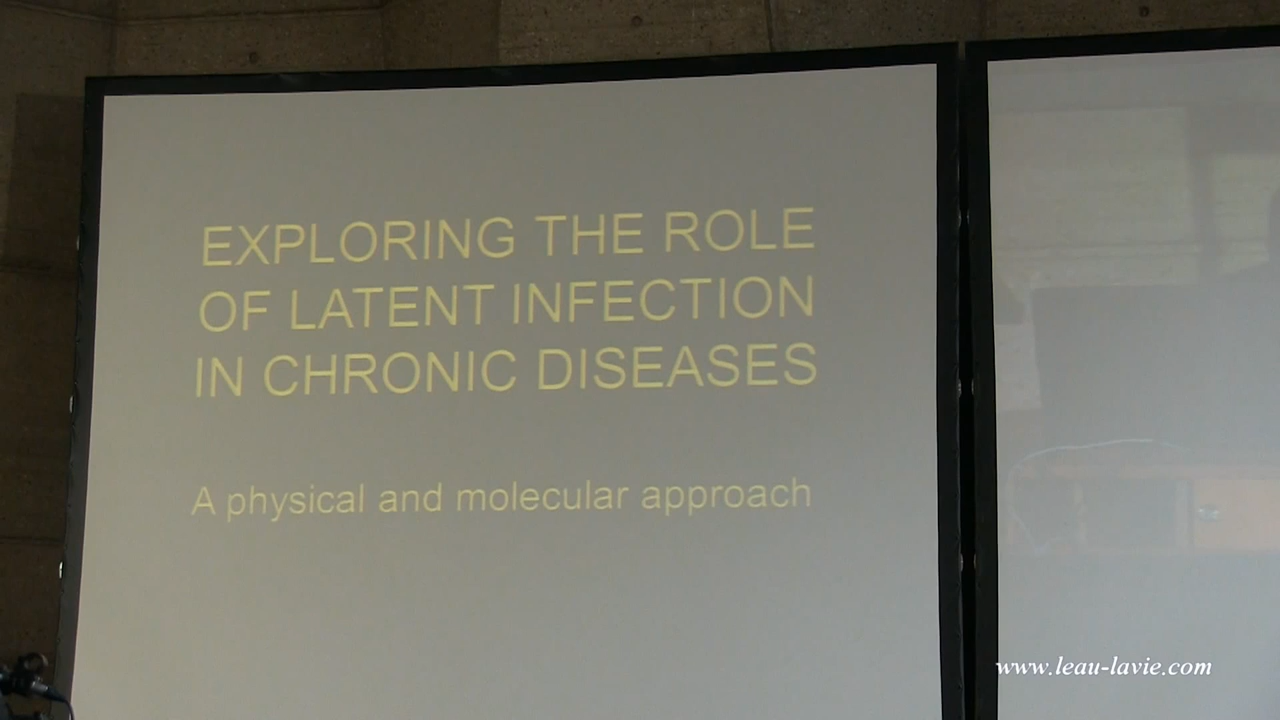 EXPLORING THE ROLE
OF LATENT INFECTION
IN CHRONIC DISEASES
A physical and molecular approach
www.leau-lavie.com